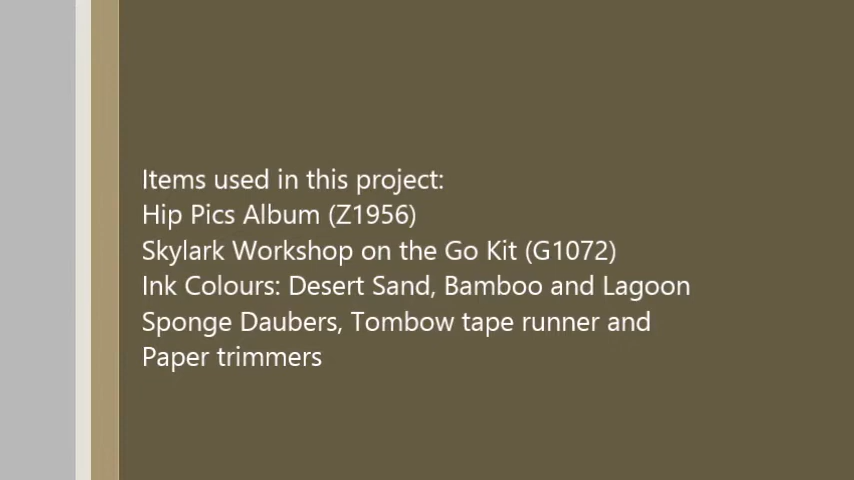 Items used in this project:
Hip Pics Album (Z1956)
Skylark Workshop on the Go Kit (G1072)
Ink Colours: Desert Sand, Bamboo and Lagoon
Sponge Daubers, Tombow tape runner and
Paper trimmers